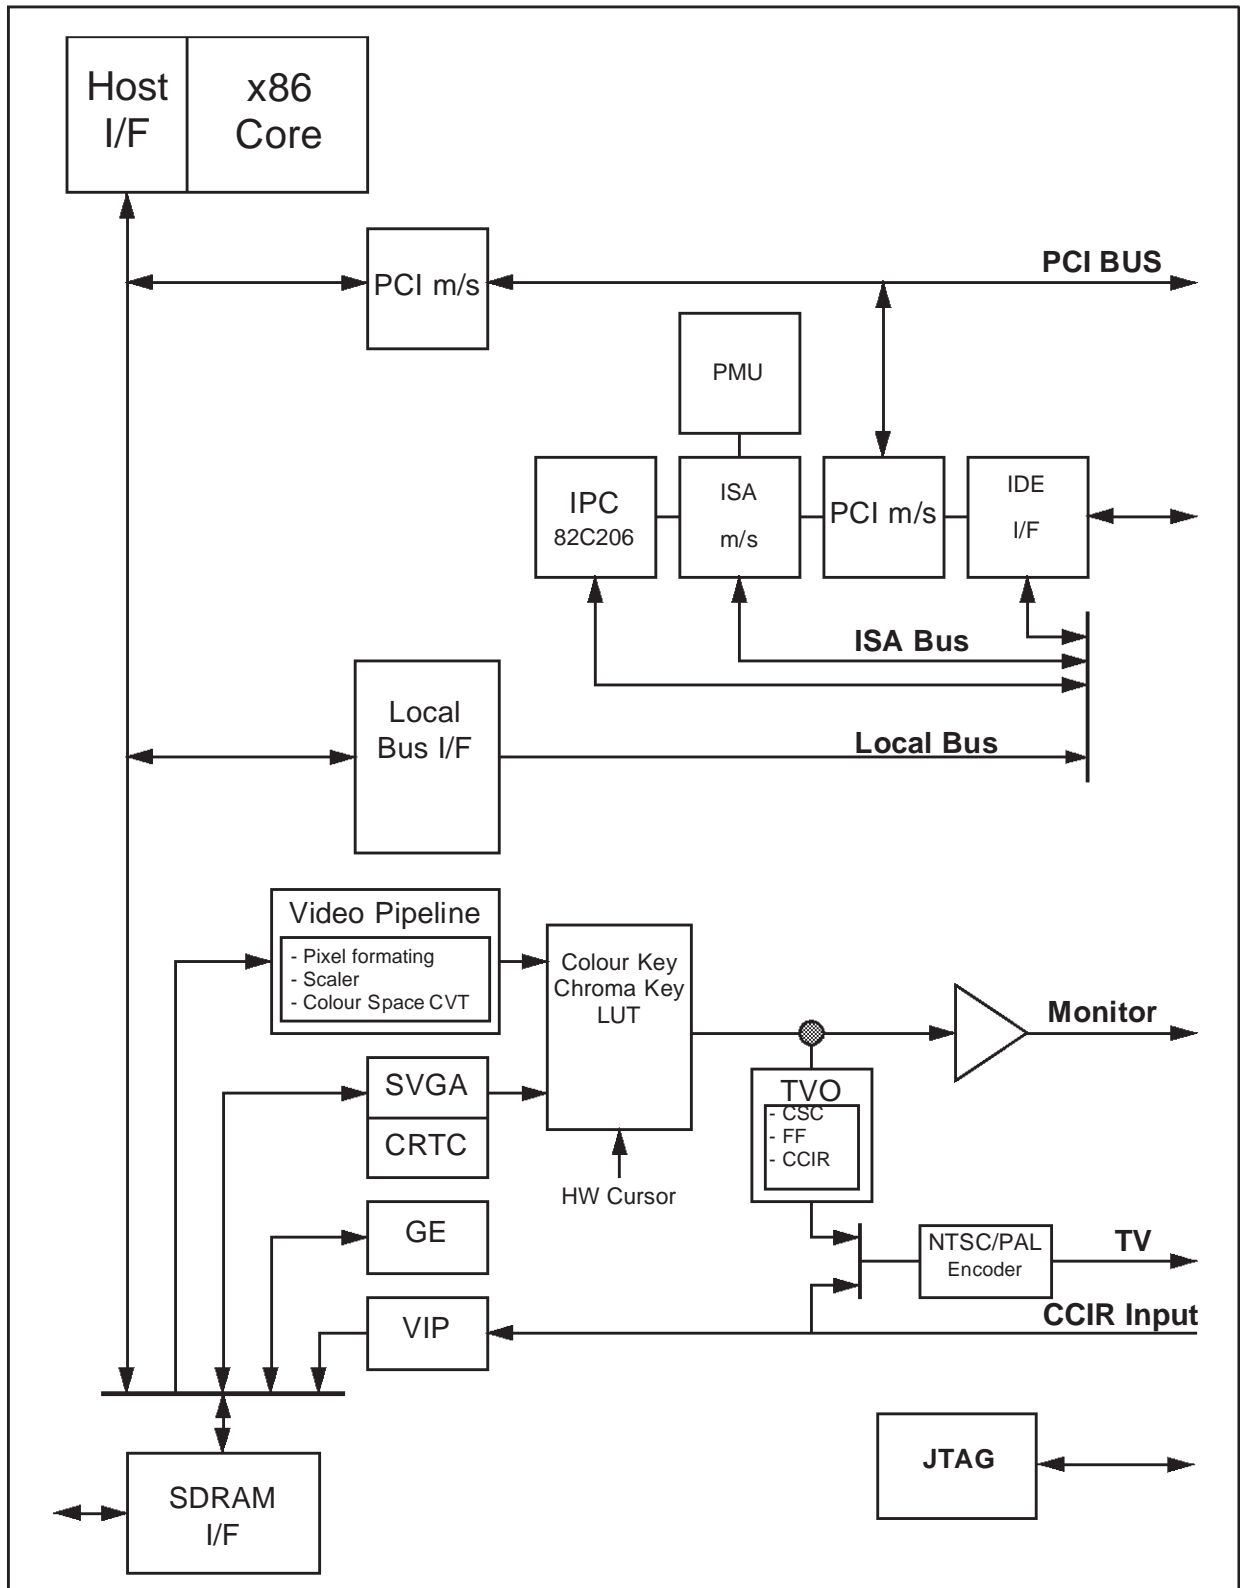 Host
I/F
x86
Core
PCI m/s
PCI BUS
PMU
IPC
82C206
ISA
m/s
PCI m/s
IDE
I/F
ISA Bus
Local
Bus I/F
Local Bus
Video Pipeline
- Pixel formating
- Scaler
- Colour Space CVT
Colour Key
Chroma Key
LUT
Monitor
SVGA
CRTC
TVO
- CSC
- FF
- CCIR
HW Cursor
GE
NTSC/PAL
Encoder
TV
VIP
CCIR Input
JTAG
SDRAM
I/F